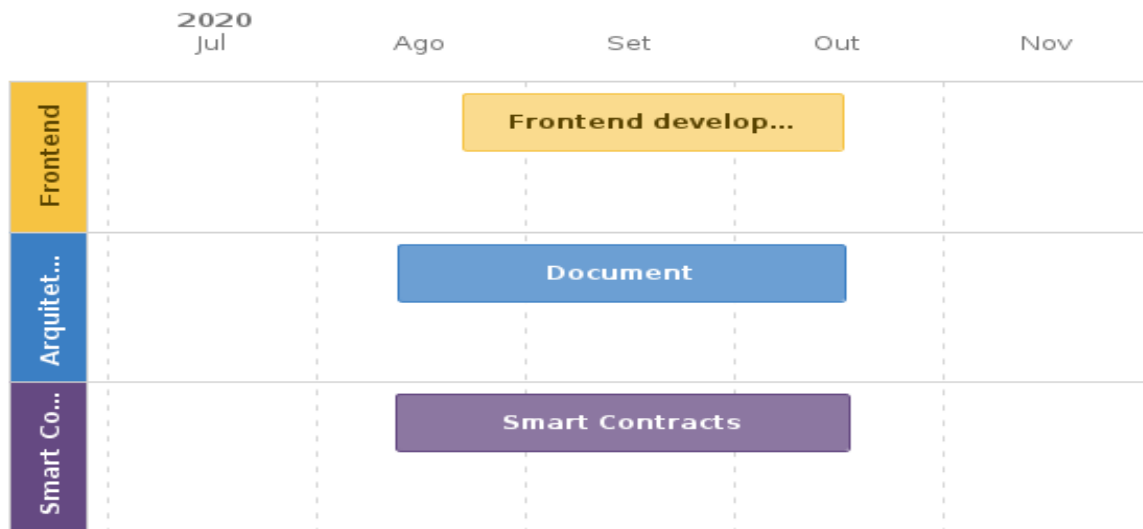 2020
Jul Ago Set Out Nov
Frontend
Frontend develop...
Arquitet...
Document
Smart Co...
Smart Contracts